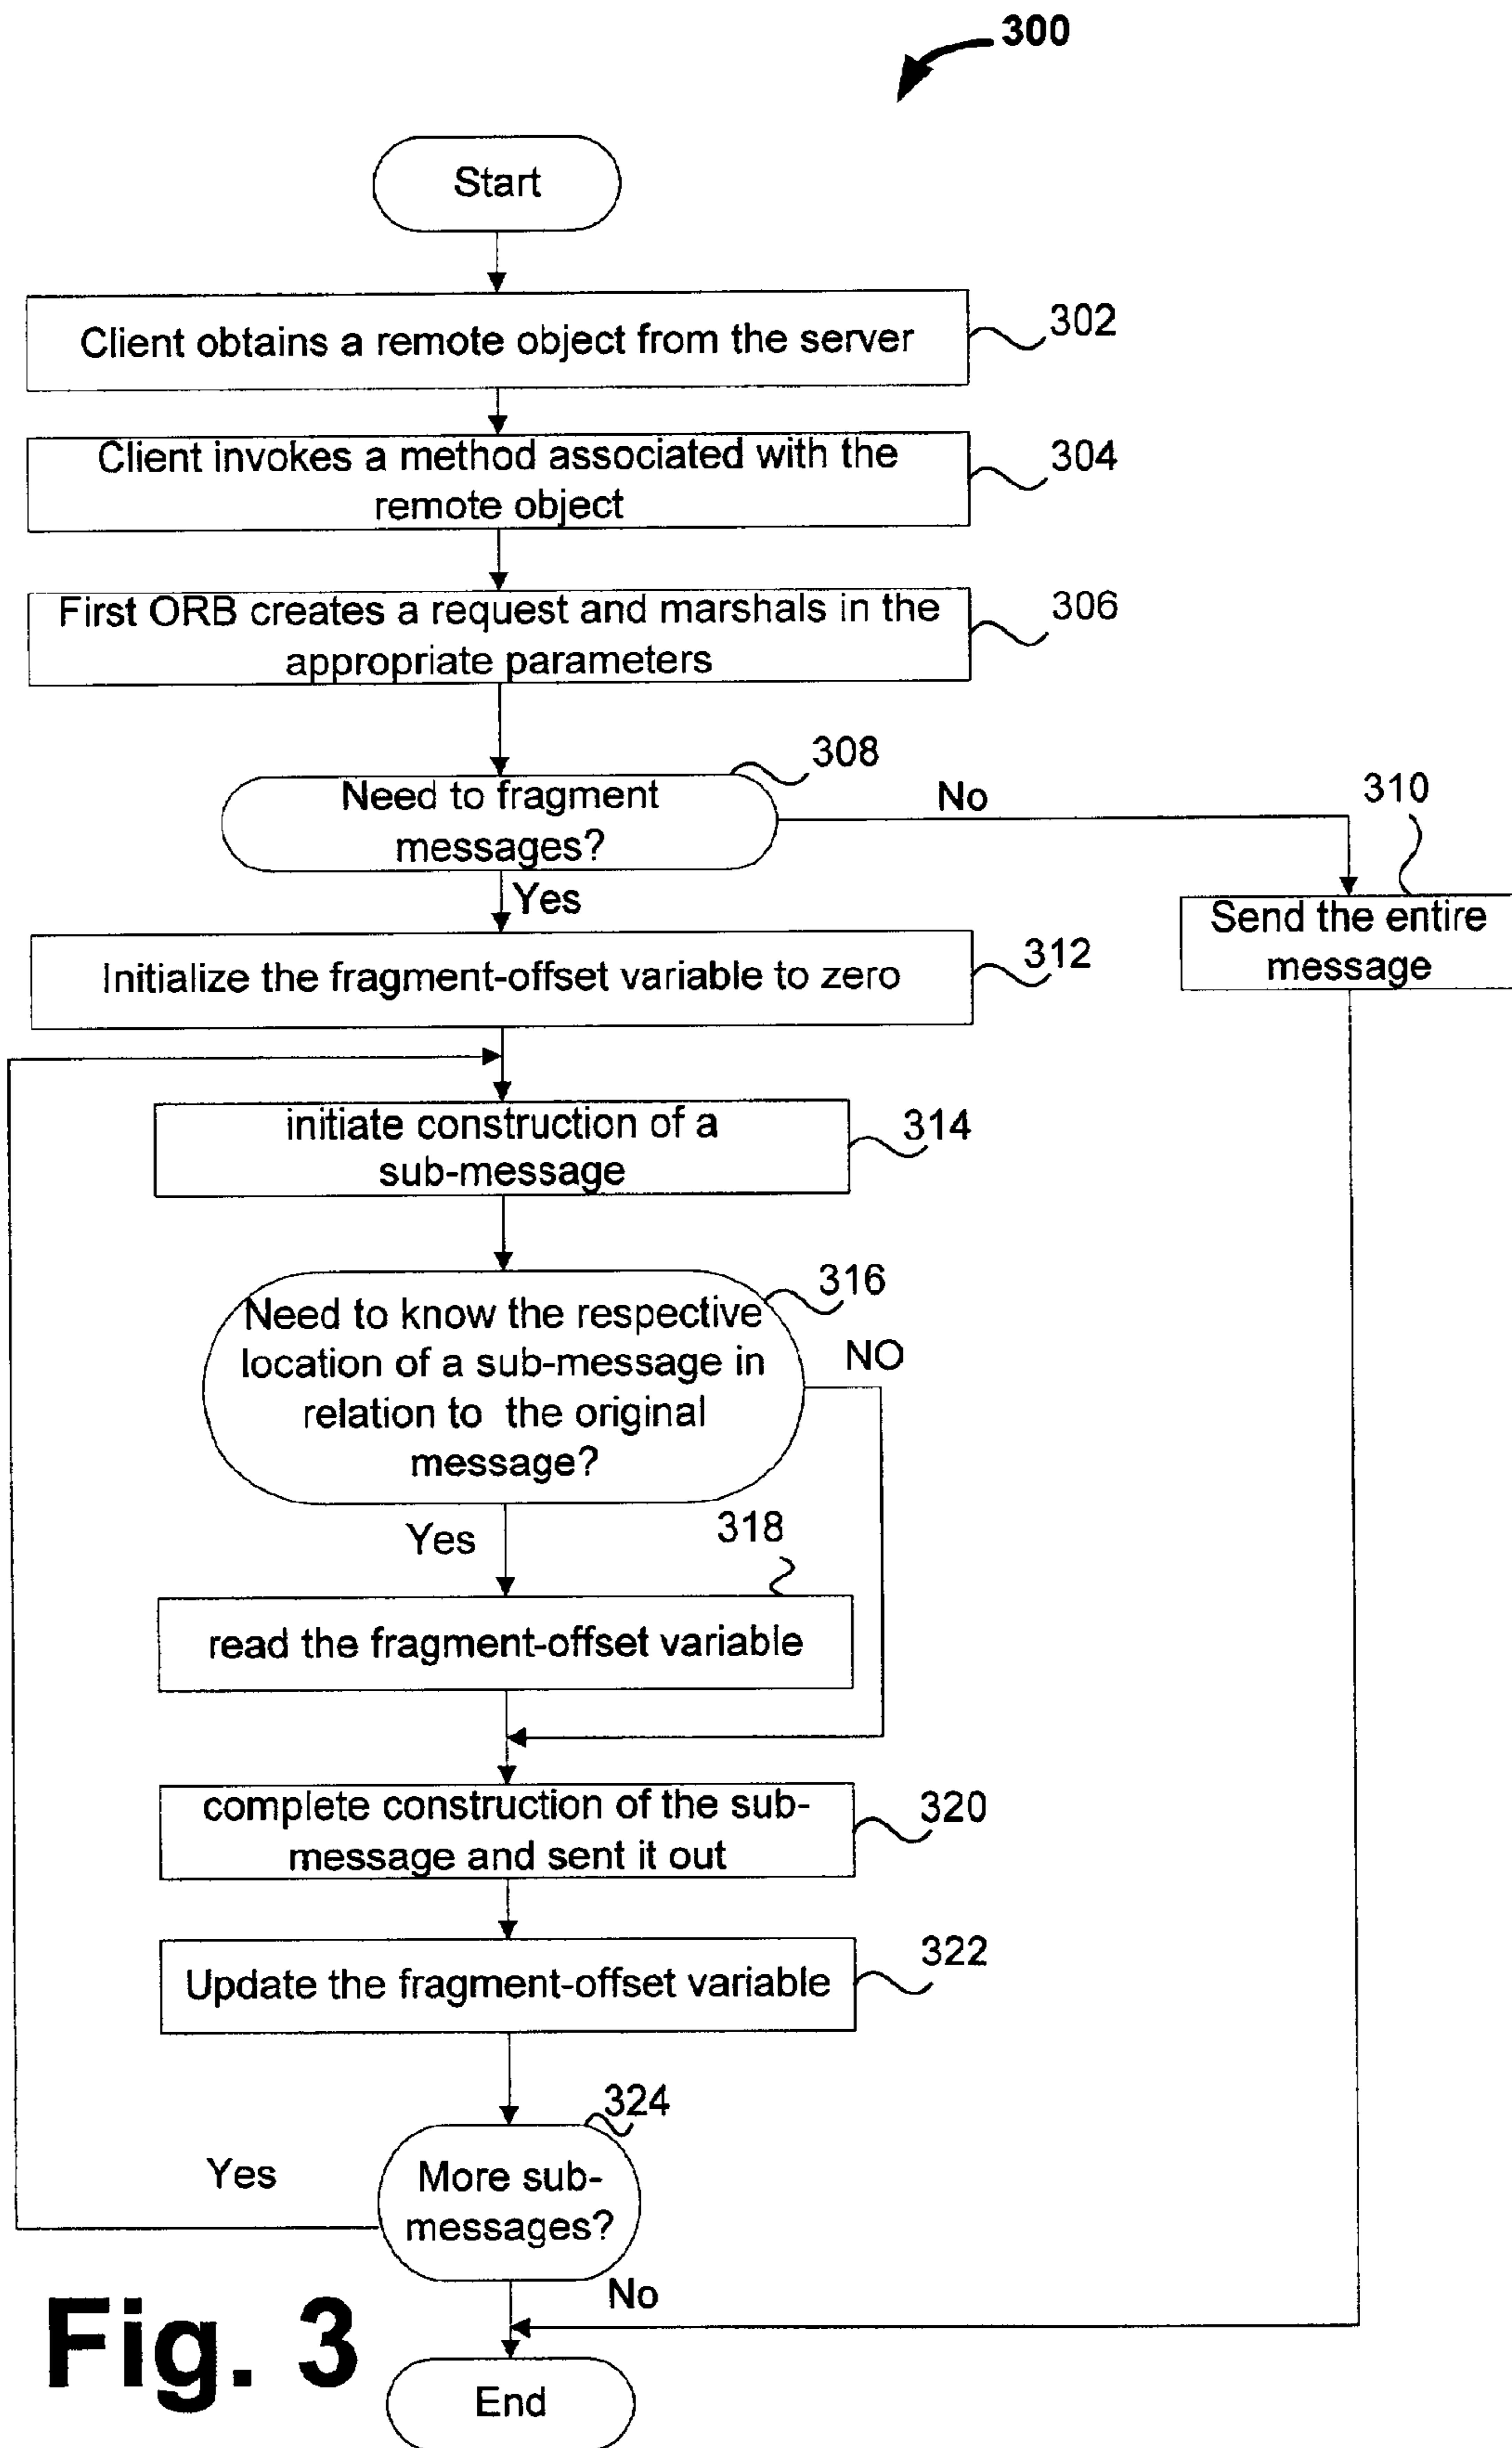 300
Start
Client obtains a remote object from the server
302
Client invokes a method associated with the
remote object
304
First ORB creates a request and marshals in the
appropriate parameters
306
308
Need to fragment
messages?
No
310
Yes
Send the entire
message
Initialize the fragment-offset variable to zero
312
initiate construction of a
sub-message
314
316
Need to know the respective
location of a sub-message in
relation to the original
message?
NO
Yes
318
read the fragment-offset variable
complete construction of the sub-
message and sent it out
320
Update the fragment-offset variable
322
324
More sub-
messages?
Yes
No
Fig. 3
End